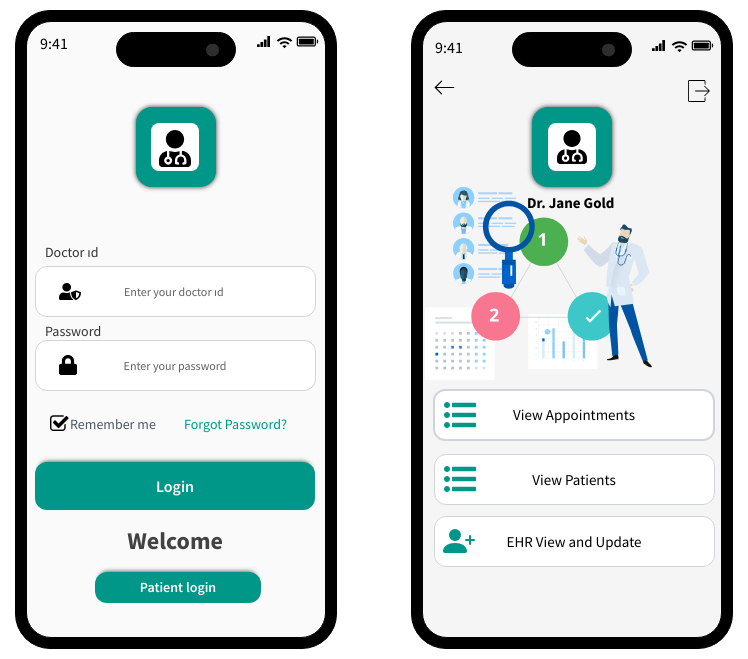 9:41
Doctor ıd
Enter your doctor ıd
Password
Enter your password
Remember me
Forgot Password?
Login
Welcome
Patient login
9:41
Dr. Jane Gold
1
2
View Appointments
View Patients
EHR View and Update